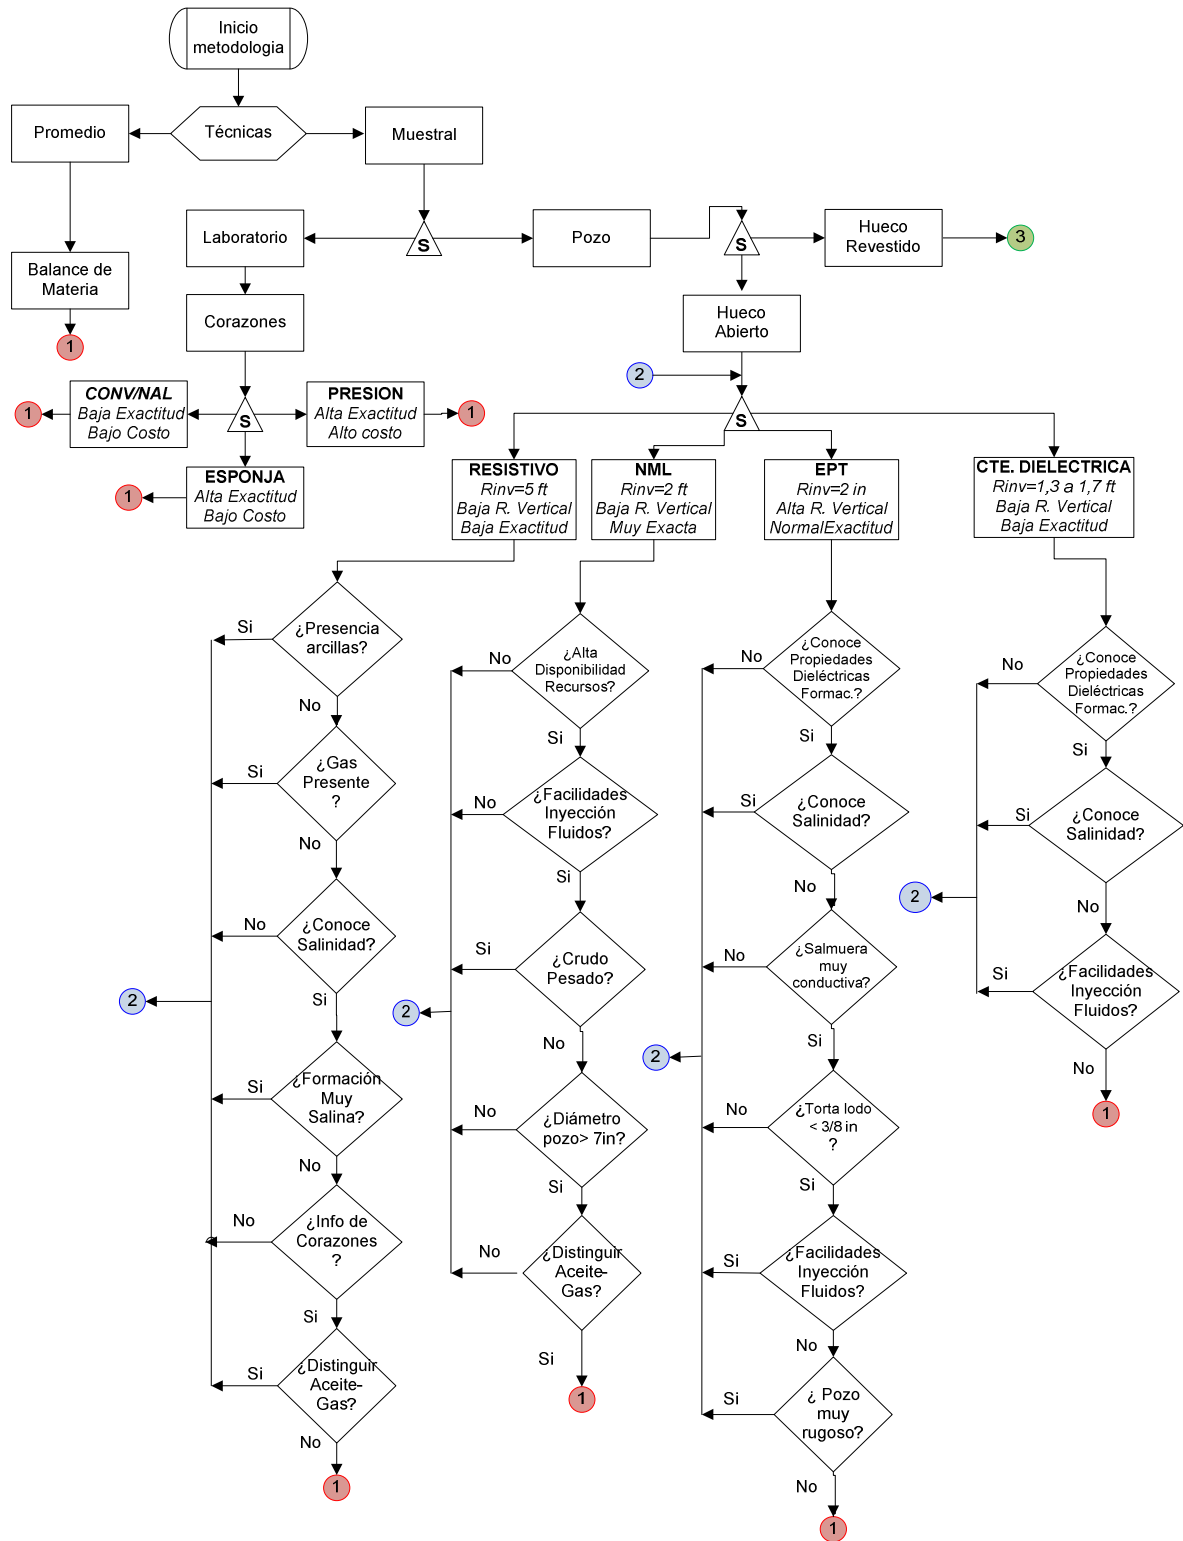 Inicio
metodologia
Promedio
Técnicas
Muestral
Laboratorio
S
Pozo
S
Hueco
Revestido
3
Balance de
Materia
1
Corazones
Hueco
Abierto
2
1
CONV/NAL
Baja Exactitud
Bajo Costo
S
PRESION
Alta Exactitud
Alto costo
1
S
1
ESPONJA
Alta Exactitud
Bajo Costo
RESISTIVO
Rinv=5 ft
Baja R. Vertical
Baja Exactitud
NML
Rinv=2 ft
Baja R. Vertical
Muy Exacta
EPT
Rinv=2 in
Alta R. Vertical
NormalExactitud
CTE. DIELECTRICA
Rinv=1,3 a 1,7 ft
Baja R. Vertical
Baja Exactitud
Si
¿Presencia
arcillas?
No
Si
¿Gas
Presente
?
No
No
¿Conoce
Salinidad?
Si
2
Si
¿Formación
Muy
Salina?
No
No
¿Info de
Corazones
?
Si
Si
¿Distinguir
Aceite-
Gas?
No
1
No
¿Alta
Disponibilidad
Recursos?
Si
No
¿Facilidades
Inyección
Fluidos?
Si
Si
¿Crudo
Pesado?
2
No
No
¿Diámetro
pozo> 7in?
Si
No
¿Distinguir
Aceite-
Gas?
Si
1
No
¿Conoce
Propiedades
Dieléctricas
Formac.?
Si
Si
¿Conoce
Salinidad?
No
No
¿Salmuera
muy
conductiva?
Si
2
No
¿Torta lodo
< 3/8 in
?
Si
Si
¿Facilidades
Inyección
Fluidos?
No
Si
¿ Pozo
muy
rugoso?
No
1
No
¿Conoce
Propiedades
Dieléctricas
Formac.?
Si
Si
¿Conoce
Salinidad?
2
No
Si
¿Facilidades
Inyección
Fluidos?
No
1